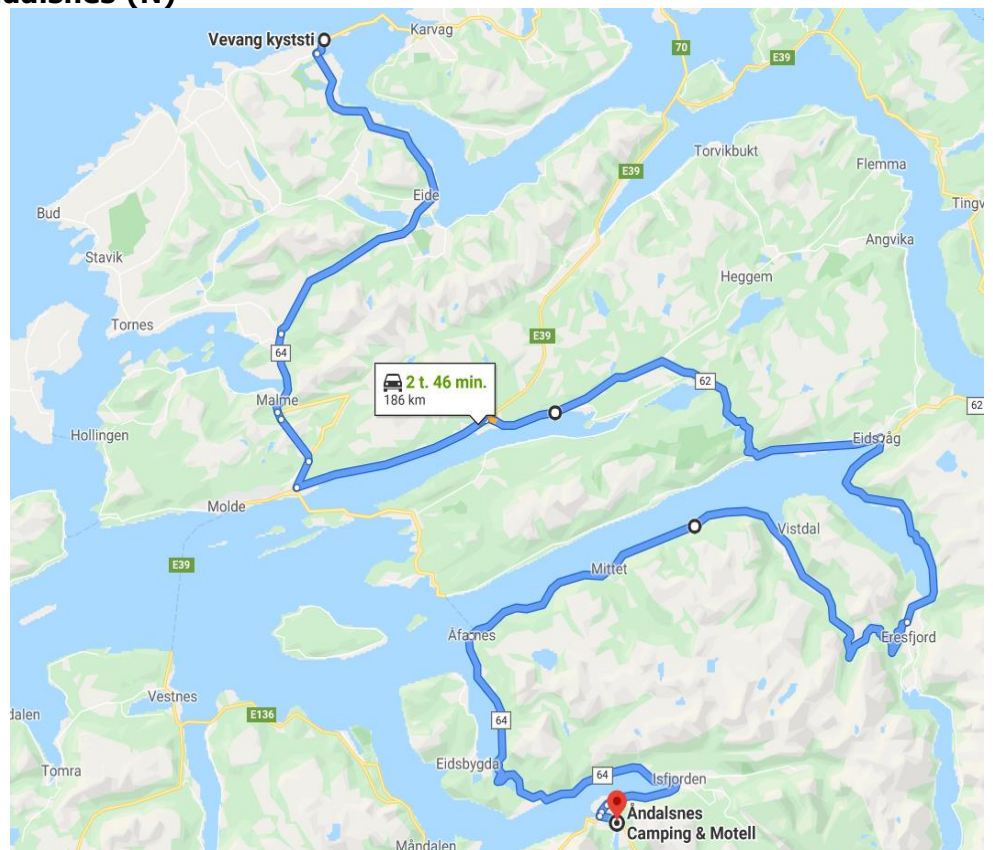 dalsnes (N)
Vevang kyststi
Karvag
70
E39
Torvikbukt
Flemma
E39
Eide
Tingv
Bud
Angvika
Stavik
Heggem
Tornes
E39
64
2 t. 46 min.
186 km
62
Malme
62
Hollingen
Eidsvåg
Molde
Vistdal
E39
Mittet
Eresfjord
Åfarnes
Vestnes
dalen
E136
64
Eidsbygda
64
Isfjorden
Tomra
Åndalsnes
Camping & Motell
Måndalen